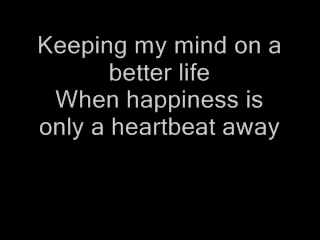 Keeping my mind on a
better life
When happiness is
only a heartbeat away